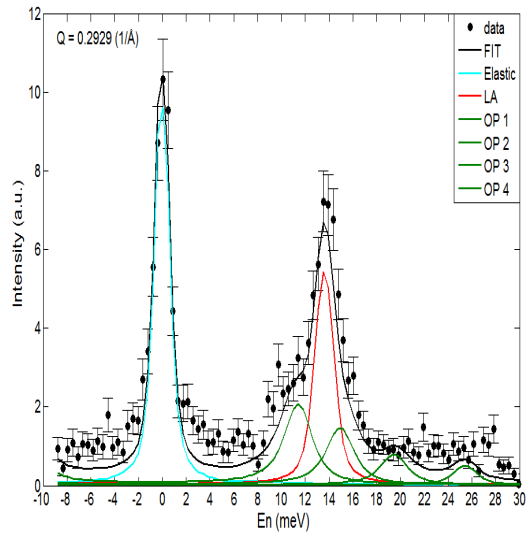 Q = 0.2929 (1/Å)
data
FIT
Elastic
LA
OP 1
OP 2
OP 3
OP 4
Intensity (a.u.)
12
10
8
6
4
2
0
-10 -8 -6 -4 -2 0 2 4 6 8 10 12 14 16 18 20 22 24 26 28 30
En (meV)